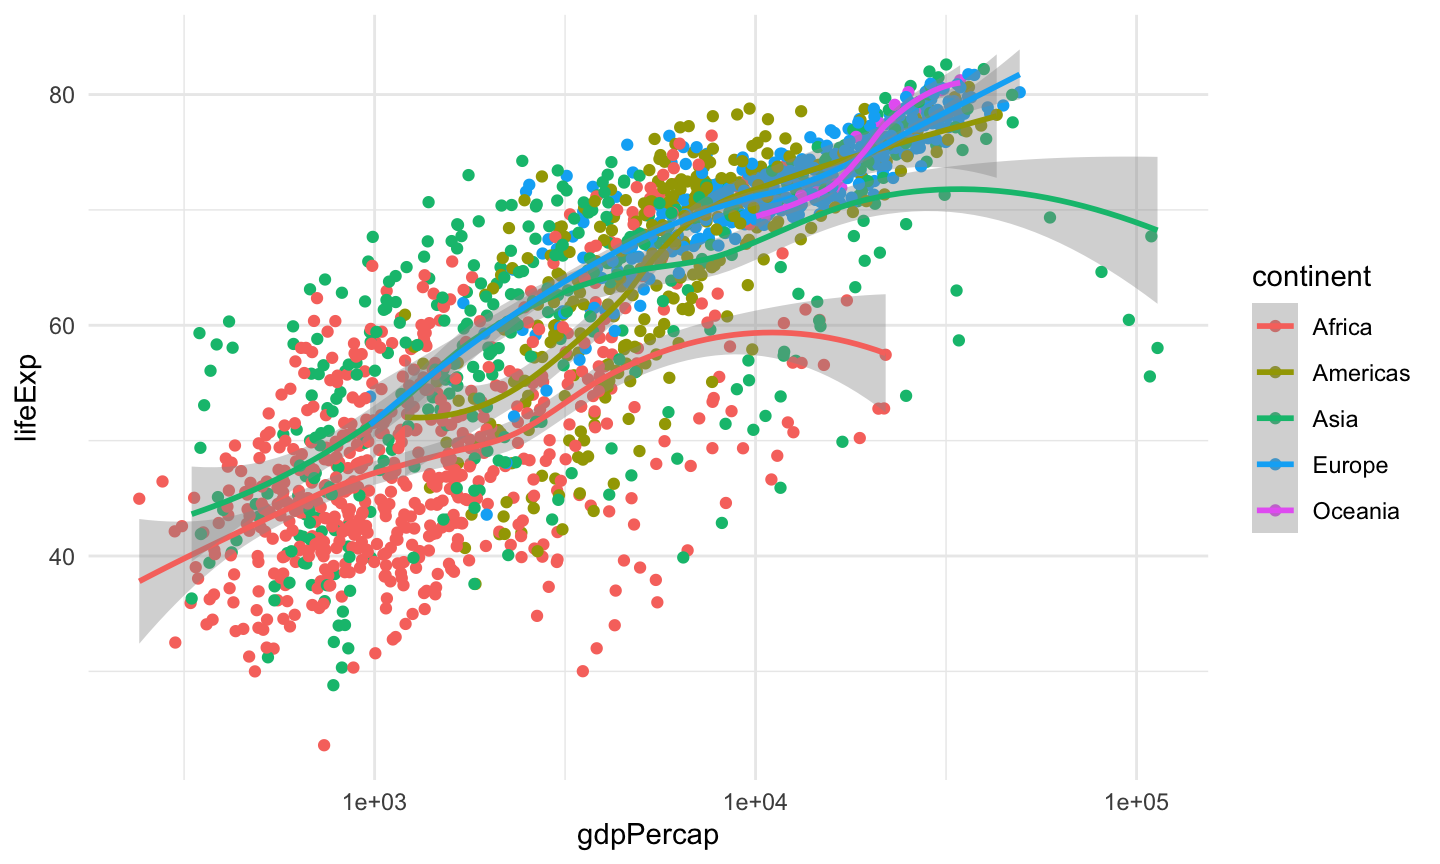 lifeExp
80
60
40
1e+03
1e+04
1e+05
gdpPercap
continent
Africa
Americas
Asia
Europe
Oceania